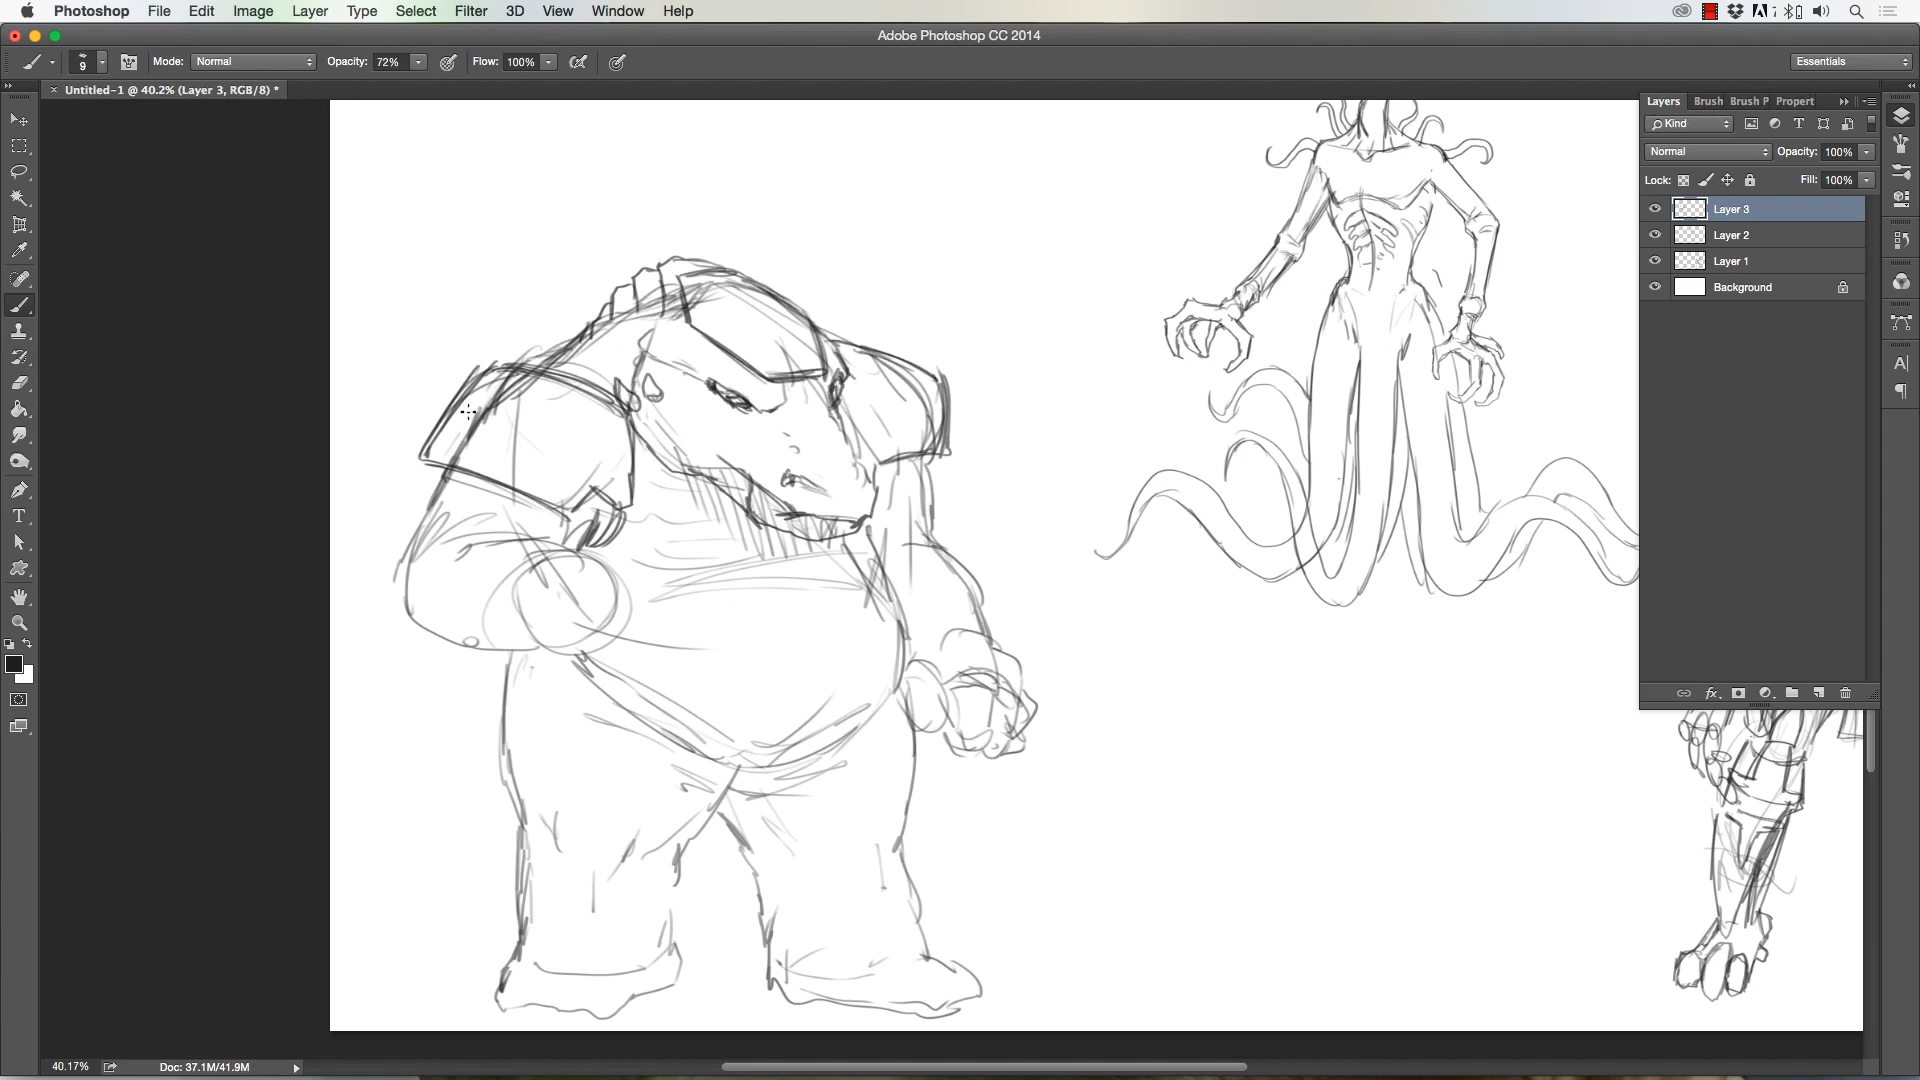 Photoshop File Edit Image Layer Type Select Filter 3D View Window Help
Adobe Photoshop CC 2014
9 Mode: Normal Opacity: 72% Flow: 100% Essentials
Untitled-1 @ 40.2% (Layer 3, RGB/8) *
Layers Brush Brush P Propert
Kind
Normal Opacity: 100%
Lock: Fill: 100%
Layer 3
Layer 2
Layer 1
Background
fx
40.17% Doc: 37.1M/41.9M